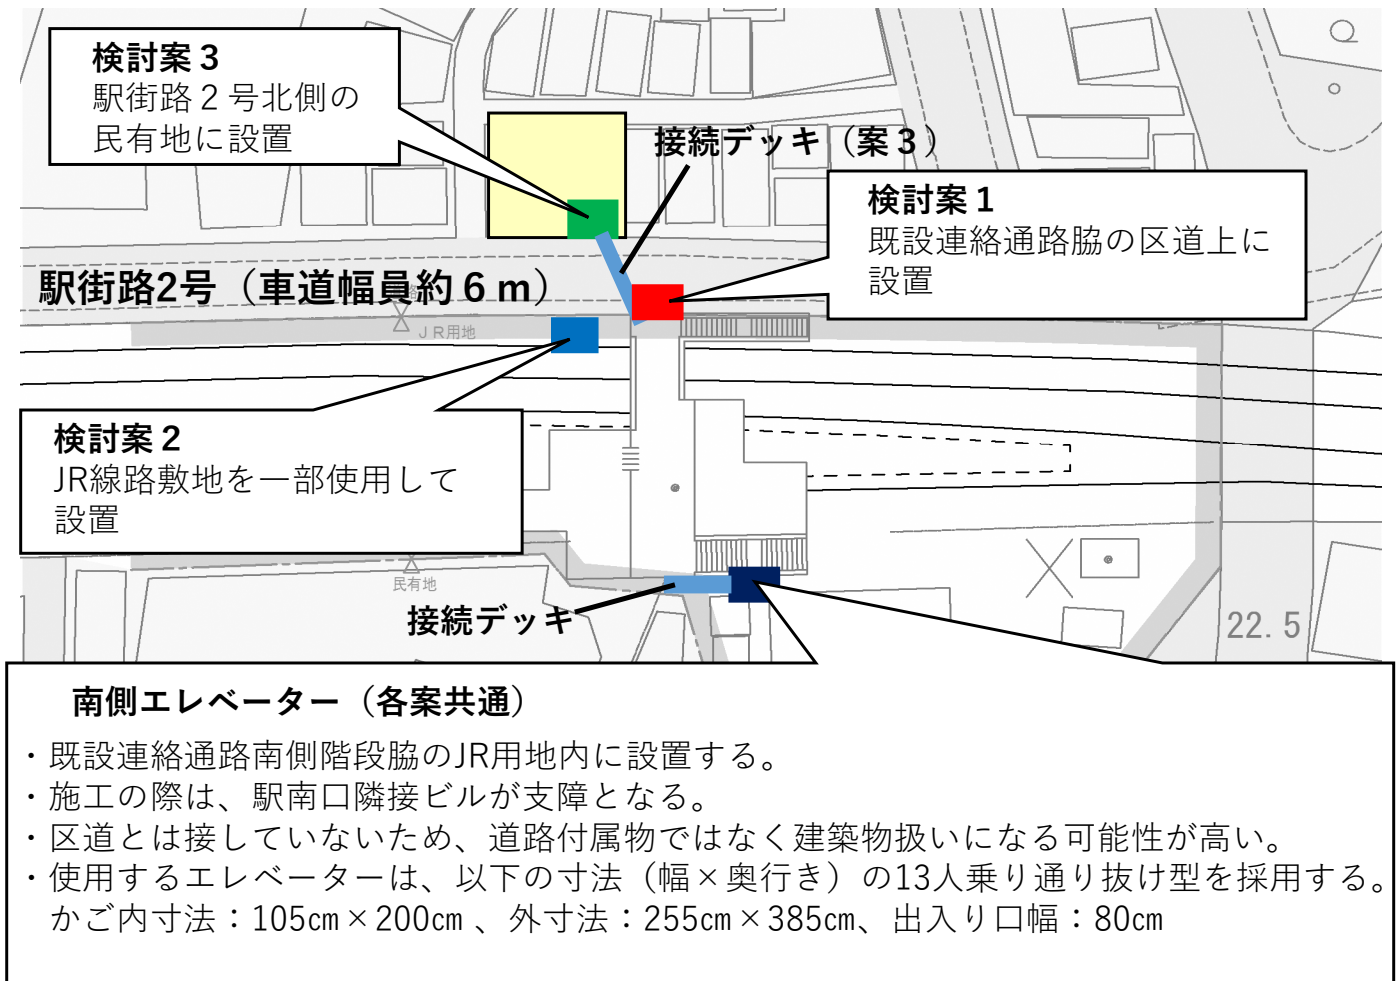 検討案３
駅街路２号北側の
民有地に設置
接続デッキ（案３）
検討案１
既設連絡通路脇の区道上に
設置
駅街路2号（車道幅員約６ｍ）
ＪＲ用地
検討案２
JR線路敷地を一部使用して
設置
民有地
接続デッキ
22.5
南側エレベーター（各案共通）
・既設連絡通路南側階段脇のJR用地内に設置する。
・施工の際は、駅南口隣接ビルが支障となる。
・区道とは接していないため、道路付属物ではなく建築物扱いになる可能性が高い。
・使用するエレベーターは、以下の寸法（幅×奥行き）の13人乗り通り抜け型を採用する。
かご内寸法：105㎝×200㎝ 、外寸法：255㎝×385㎝、出入り口幅：80㎝